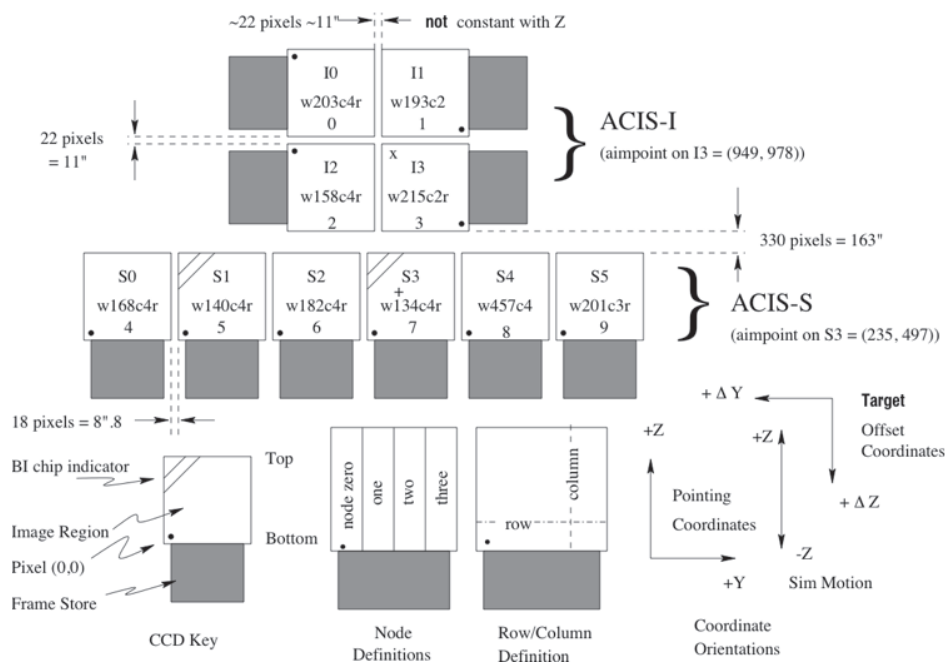 ~22 pixels ~11" not constant with Z
I0
w203c4r
0
I1
w193c2
1
22 pixels
= 11"
I2
w158c4r
2
x
I3
w215c2r
3
ACIS-I
(aimpoint on I3 = (949, 978))
330 pixels = 163"
S0
w168c4r
4
S1
w140c4r
5
S2
w182c4r
6
S3
+
w134c4r
7
S4
w457c4
8
S5
w201c3r
9
ACIS-S
(aimpoint on S3 = (235, 497))
18 pixels = 8".8
BI chip indicator
Image Region
Pixel (0,0)
Frame Store
Top
Bottom
CCD Key
node zero
one
two
three
Node
Definitions
row
column
Row/Column
Definition
+ Δ Y
Target
Offset
Coordinates
+ Δ Z
+Z
Pointing
Coordinates
+Y
+Z
-Z
Sim Motion
Coordinate
Orientations